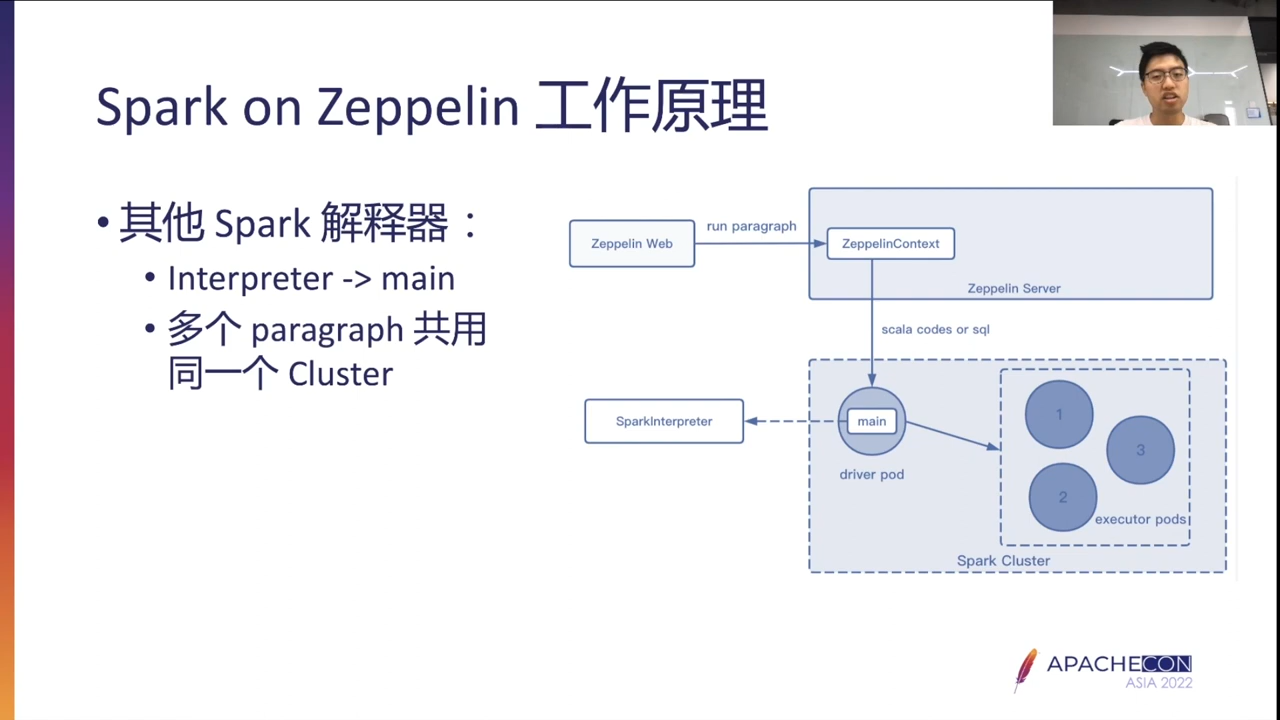 Spark on Zeppelin 工作原理
• 其他 Spark 解释器：
• Interpreter -> main
• 多个 paragraph 共用
同一个 Cluster
Zeppelin Web
run paragraph
ZeppelinContext
Zeppelin Server
scala codes or sql
SparkInterpreter
main
driver pod
1
2
3
executor pods
Spark Cluster
APACHECON
ASIA 2022